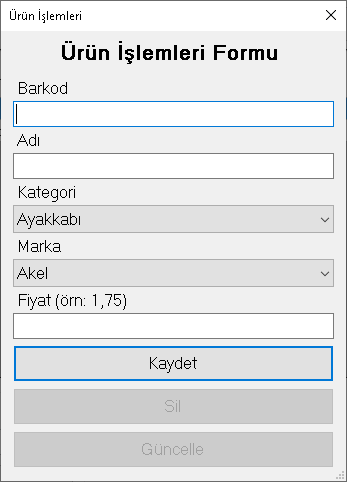 Ürün İşlemleri
Ürün İşlemleri Formu
Barkod
Adı
Kategori
Ayakkabı
Marka
Akel
Fiyat (örn: 1,75)
Kaydet
Sil
Güncelle